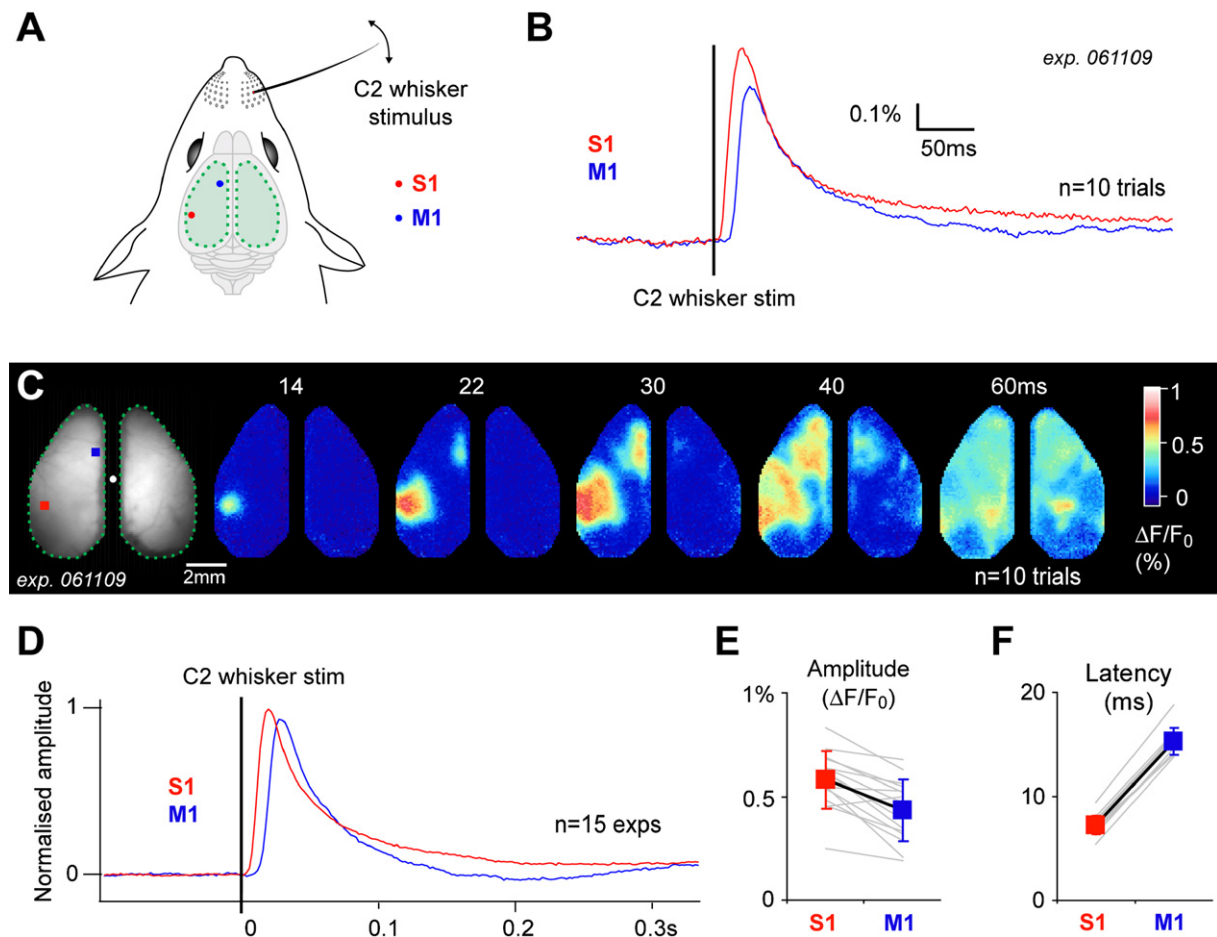 A
C2 whisker
stimulus
S1
M1
B
exp. 061109
0.1%
50ms
S1
M1
n=10 trials
C2 whisker stim
C
14
22
30
40
60ms
1
0.5
0
ΔF/F0
(%)
exp. 061109
2mm
n=10 trials
D
C2 whisker stim
Normalised amplitude
1
0
S1
M1
n=15 exps
0
0.1
0.2
0.3s
E
Amplitude
(ΔF/F0)
1%
0.5
0
S1
M1
F
Latency
(ms)
20
10
0
S1
M1